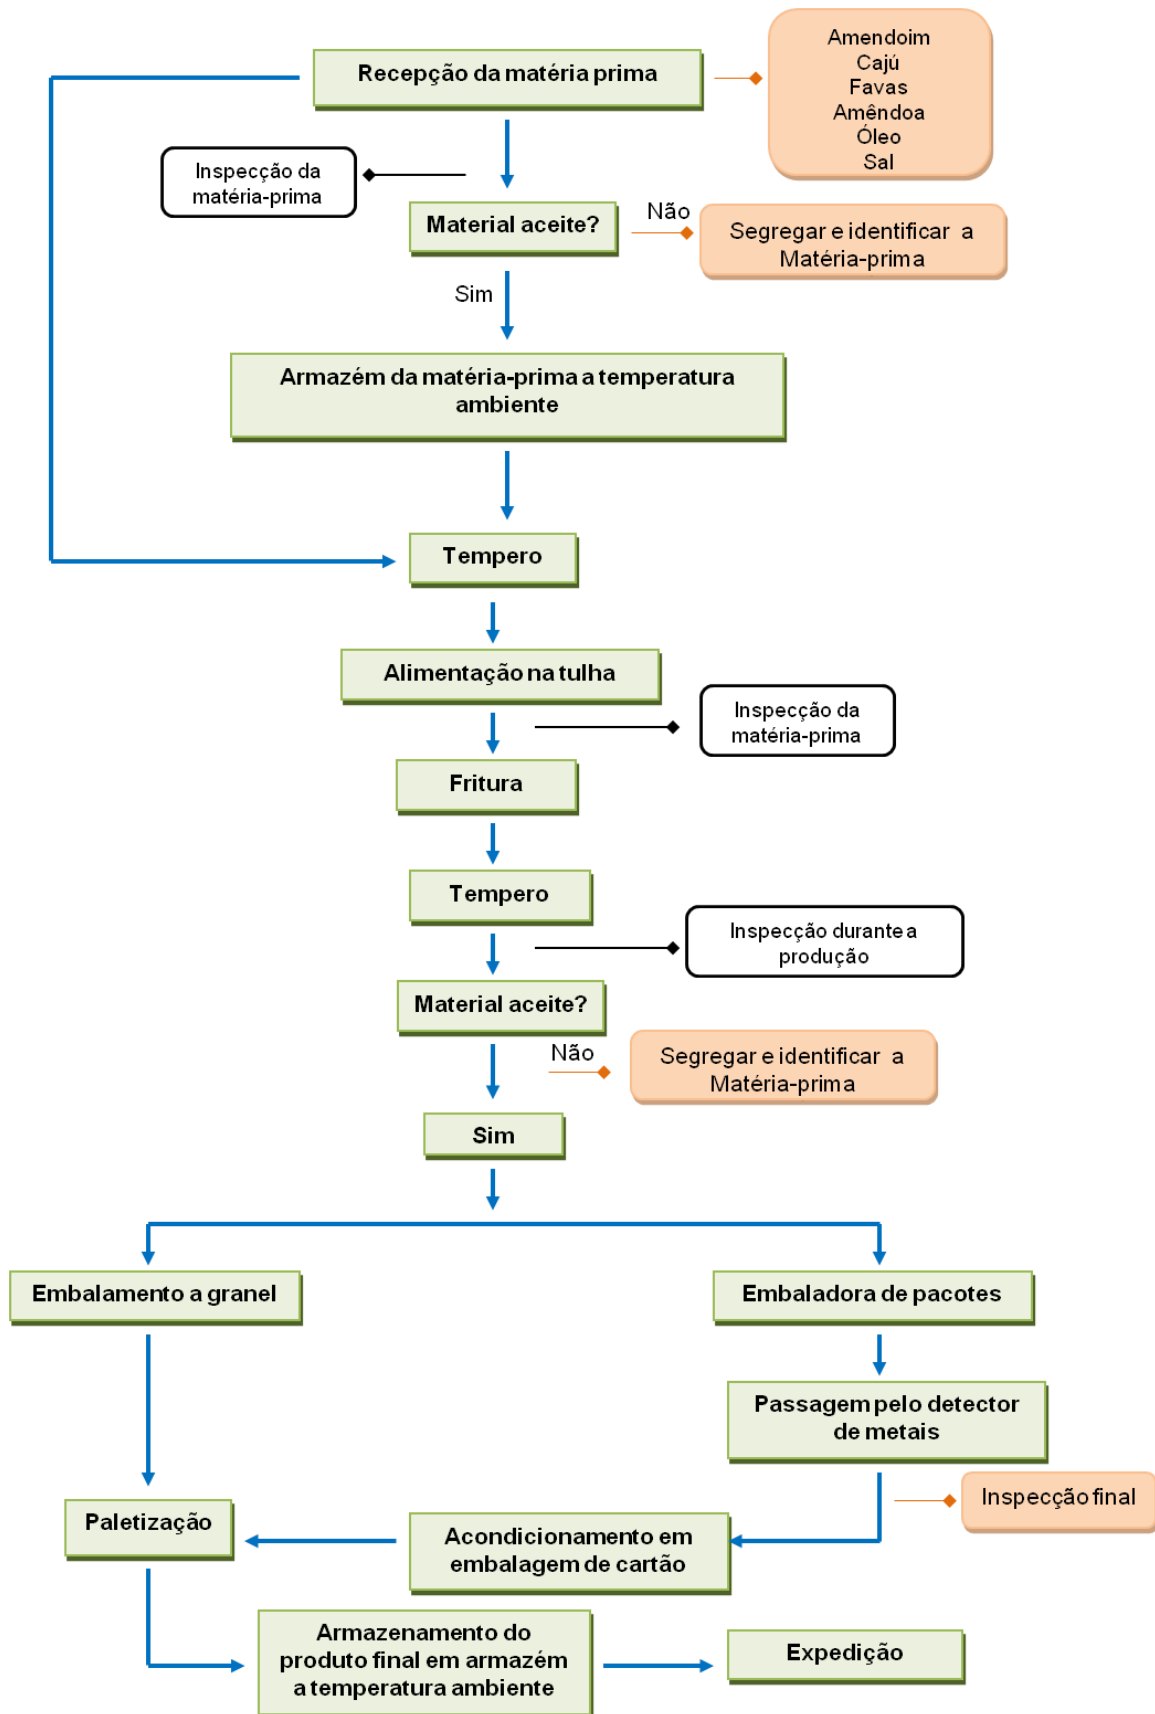 Recepção da matéria prima
Amendoim
Cajú
Favas
Amêndoa
Óleo
Sal
Inspecção da
matéria-prima
Material aceite?
Não
Segregar e identificar a
Matéria-prima
Sim
Armazém da matéria-prima a temperatura
ambiente
Tempero
Alimentação na tulha
Inspecção da
matéria-prima
Fritura
Tempero
Inspecção durante a
produção
Material aceite?
Não
Segregar e identificar a
Matéria-prima
Sim
Embalamento a granel
Embaladora de pacotes
Passagem pelo detector
de metais
Inspecção final
Paletização
Acondicionamento em
embalagem de cartão
Armazenamento do
produto final em armazém
a temperatura ambiente
Expedição